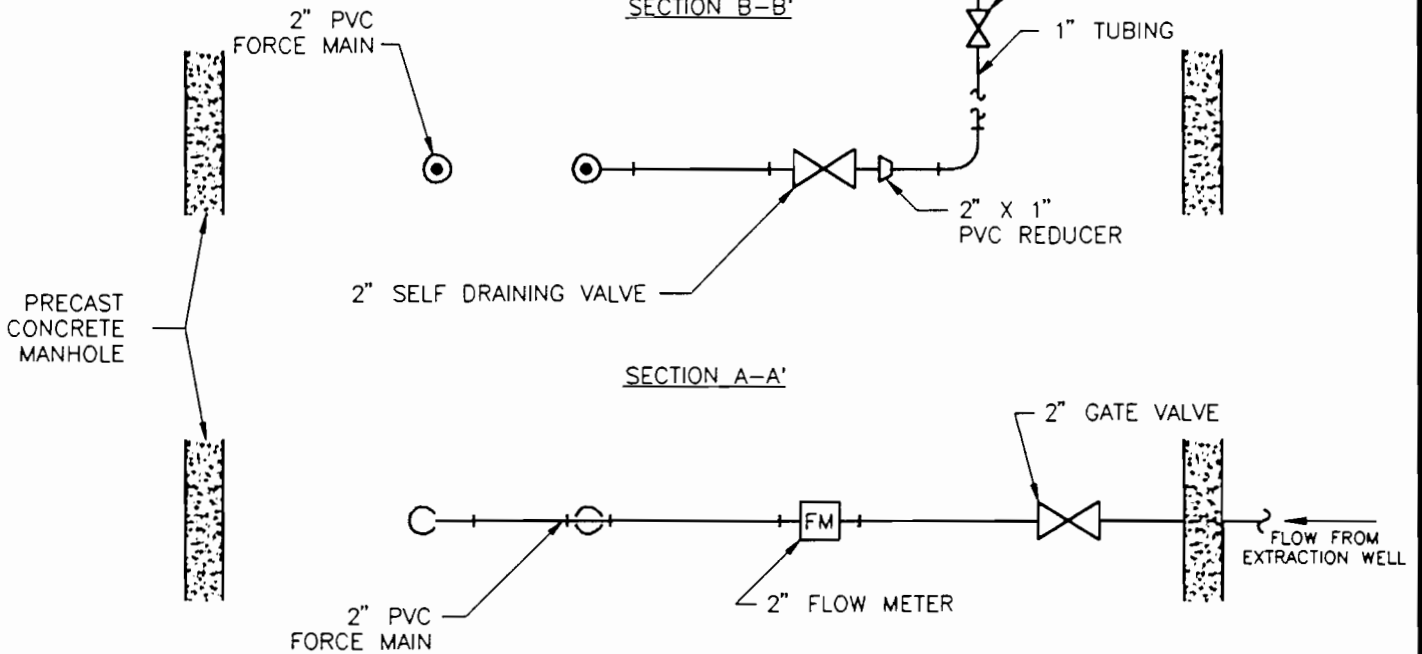 SECTION B-B'
2" PVC
FORCE MAIN
1" TUBING
2" X 1"
PVC REDUCER
2" SELF DRAINING VALVE
PRECAST
CONCRETE
MANHOLE
SECTION A-A'
2" GATE VALVE
FM
FLOW FROM
EXTRACTION WELL
2" FLOW METER
2" PVC
FORCE MAIN